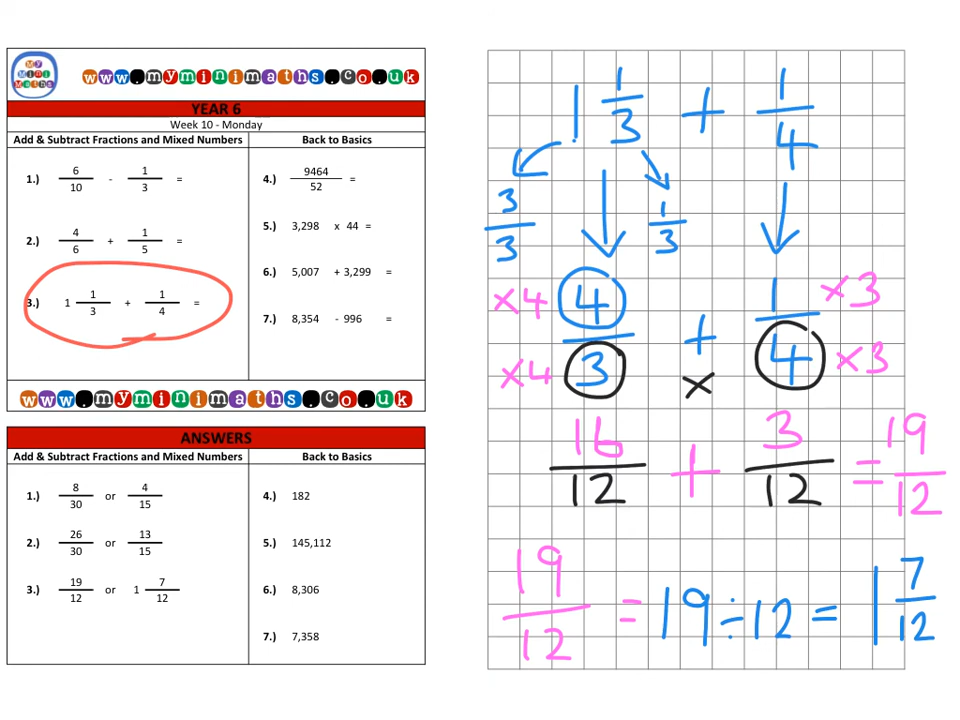 My
Mini
Maths
www.myminimaths.co.uk
YEAR 6
Week 10 - Monday
Add & Subtract Fractions and Mixed Numbers
Back to Basics
1.) 6/10 - 1/3 =
2.) 4/6 + 1/5 =
3.) 1 1/3 + 1/4 =
4.) 9464/52 =
5.) 3,298 x 44 =
6.) 5,007 + 3,299 =
7.) 8,354 - 996 =
www.myminimaths.co.uk
ANSWERS
Add & Subtract Fractions and Mixed Numbers
Back to Basics
1.) 8/30 or 4/15
2.) 26/30 or 13/15
3.) 19/12 or 1 7/12
4.) 182
5.) 145,112
6.) 8,306
7.) 7,358
1 1/3 + 1/4
3/3 1/3
×4 4 1 ×3
+
×4 3 × 4 ×3
16/12 + 3/12 = 19/12
19/12 = 19 ÷ 12 = 1 7/12